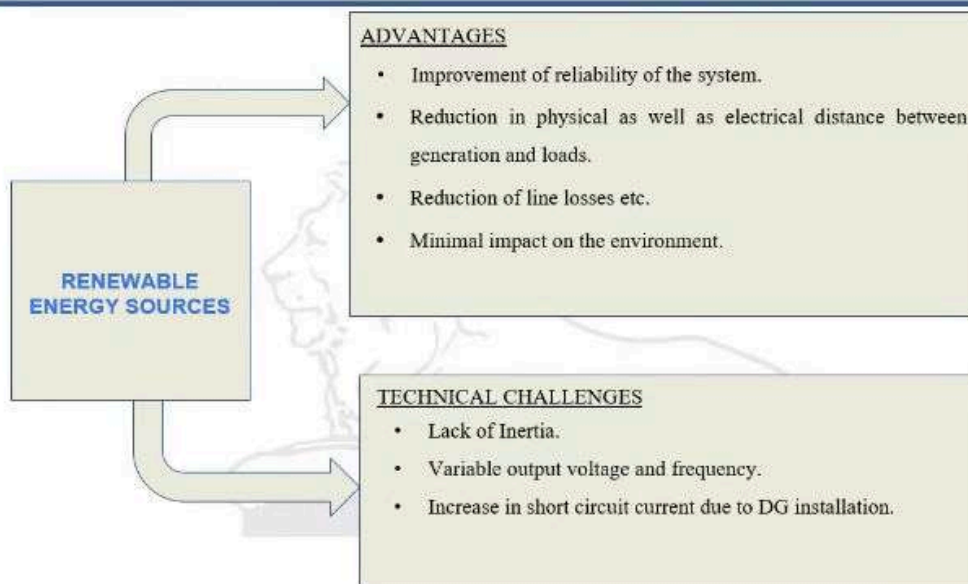 ADVANTAGES
• Improvement of reliability of the system.
• Reduction in physical as well as electrical distance between
generation and loads.
• Reduction of line losses etc.
• Minimal impact on the environment.
RENEWABLE
ENERGY SOURCES
TECHNICAL CHALLENGES
• Lack of Inertia.
• Variable output voltage and frequency.
• Increase in short circuit current due to DG installation.